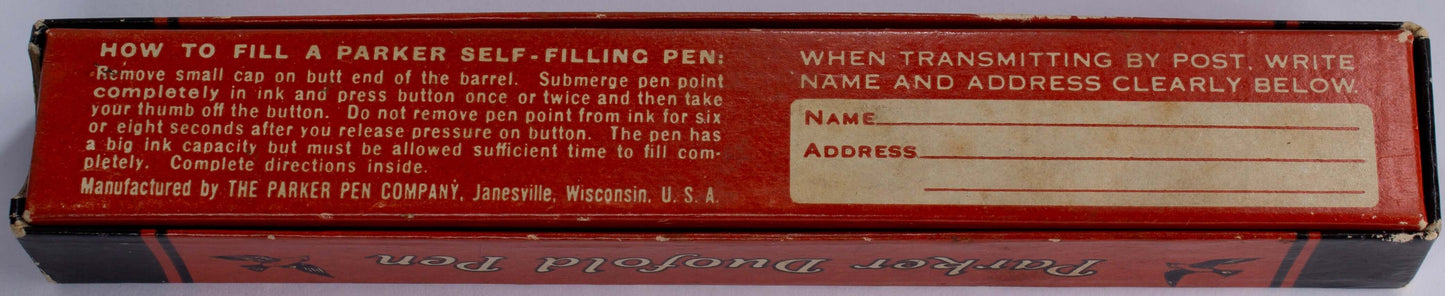 HOW TO FILL A PARKER SELF-FILLING PEN:
Remove small cap on butt end of the barrel. Submerge pen point
completely in ink and press button once or twice and then take
your thumb off the button. Do not remove pen point from ink for six
or eight seconds after you release pressure on button. The pen has
a big ink capacity but must be allowed sufficient time to fill com-
pletely. Complete directions inside.
Manufactured by THE PARKER PEN COMPANY, Janesville, Wisconsin, U. S. A.
WHEN TRANSMITTING BY POST, WRITE
NAME AND ADDRESS CLEARLY BELOW.
NAME
ADDRESS
Parker Duofold Pen